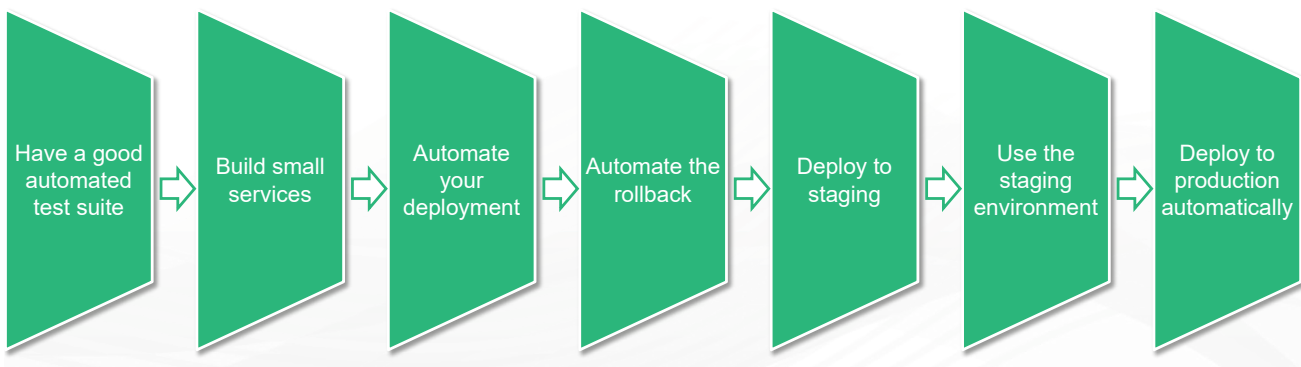 Have a good
automated
test suite
Build small
services
Automate
your
deployment
Automate the
rollback
Deploy to
staging
Use the
staging
environment
Deploy to
production
automatically